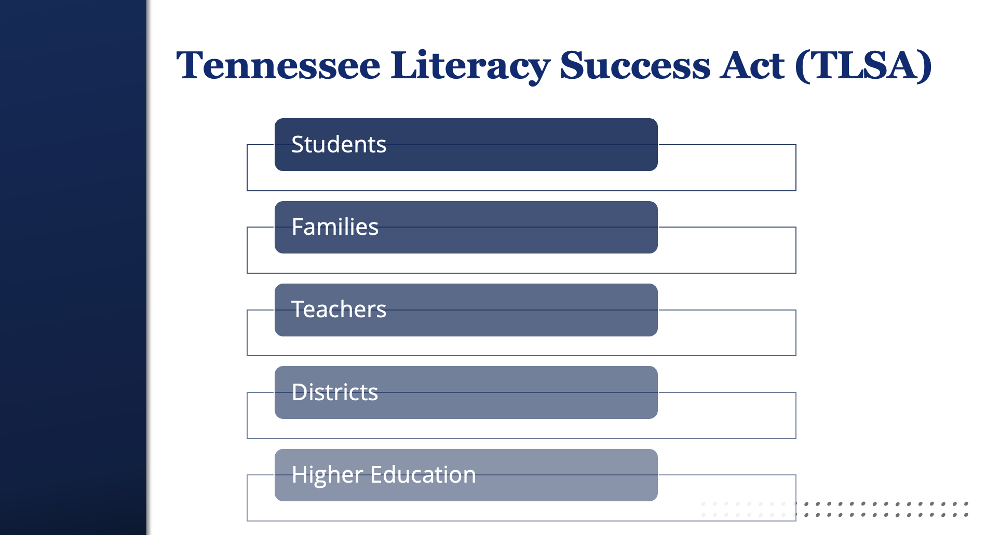 Tennessee Literacy Success Act (TLSA)
Students
Families
Teachers
Districts
Higher Education